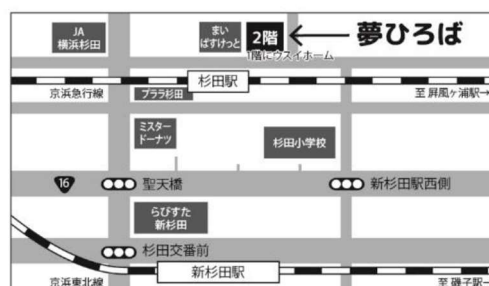 JA
横浜杉田
まい
ばすけっと
2階
夢ひろば
1階にウスイホーム
杉田駅
京浜急行線
プララ杉田
至 屏風ヶ浦駅→
ミスター
ドーナツ
杉田小学校
16
聖天橋
新杉田駅西側
らびすた
新杉田
杉田交番前
新杉田駅
京浜東北線
至 磯子駅→